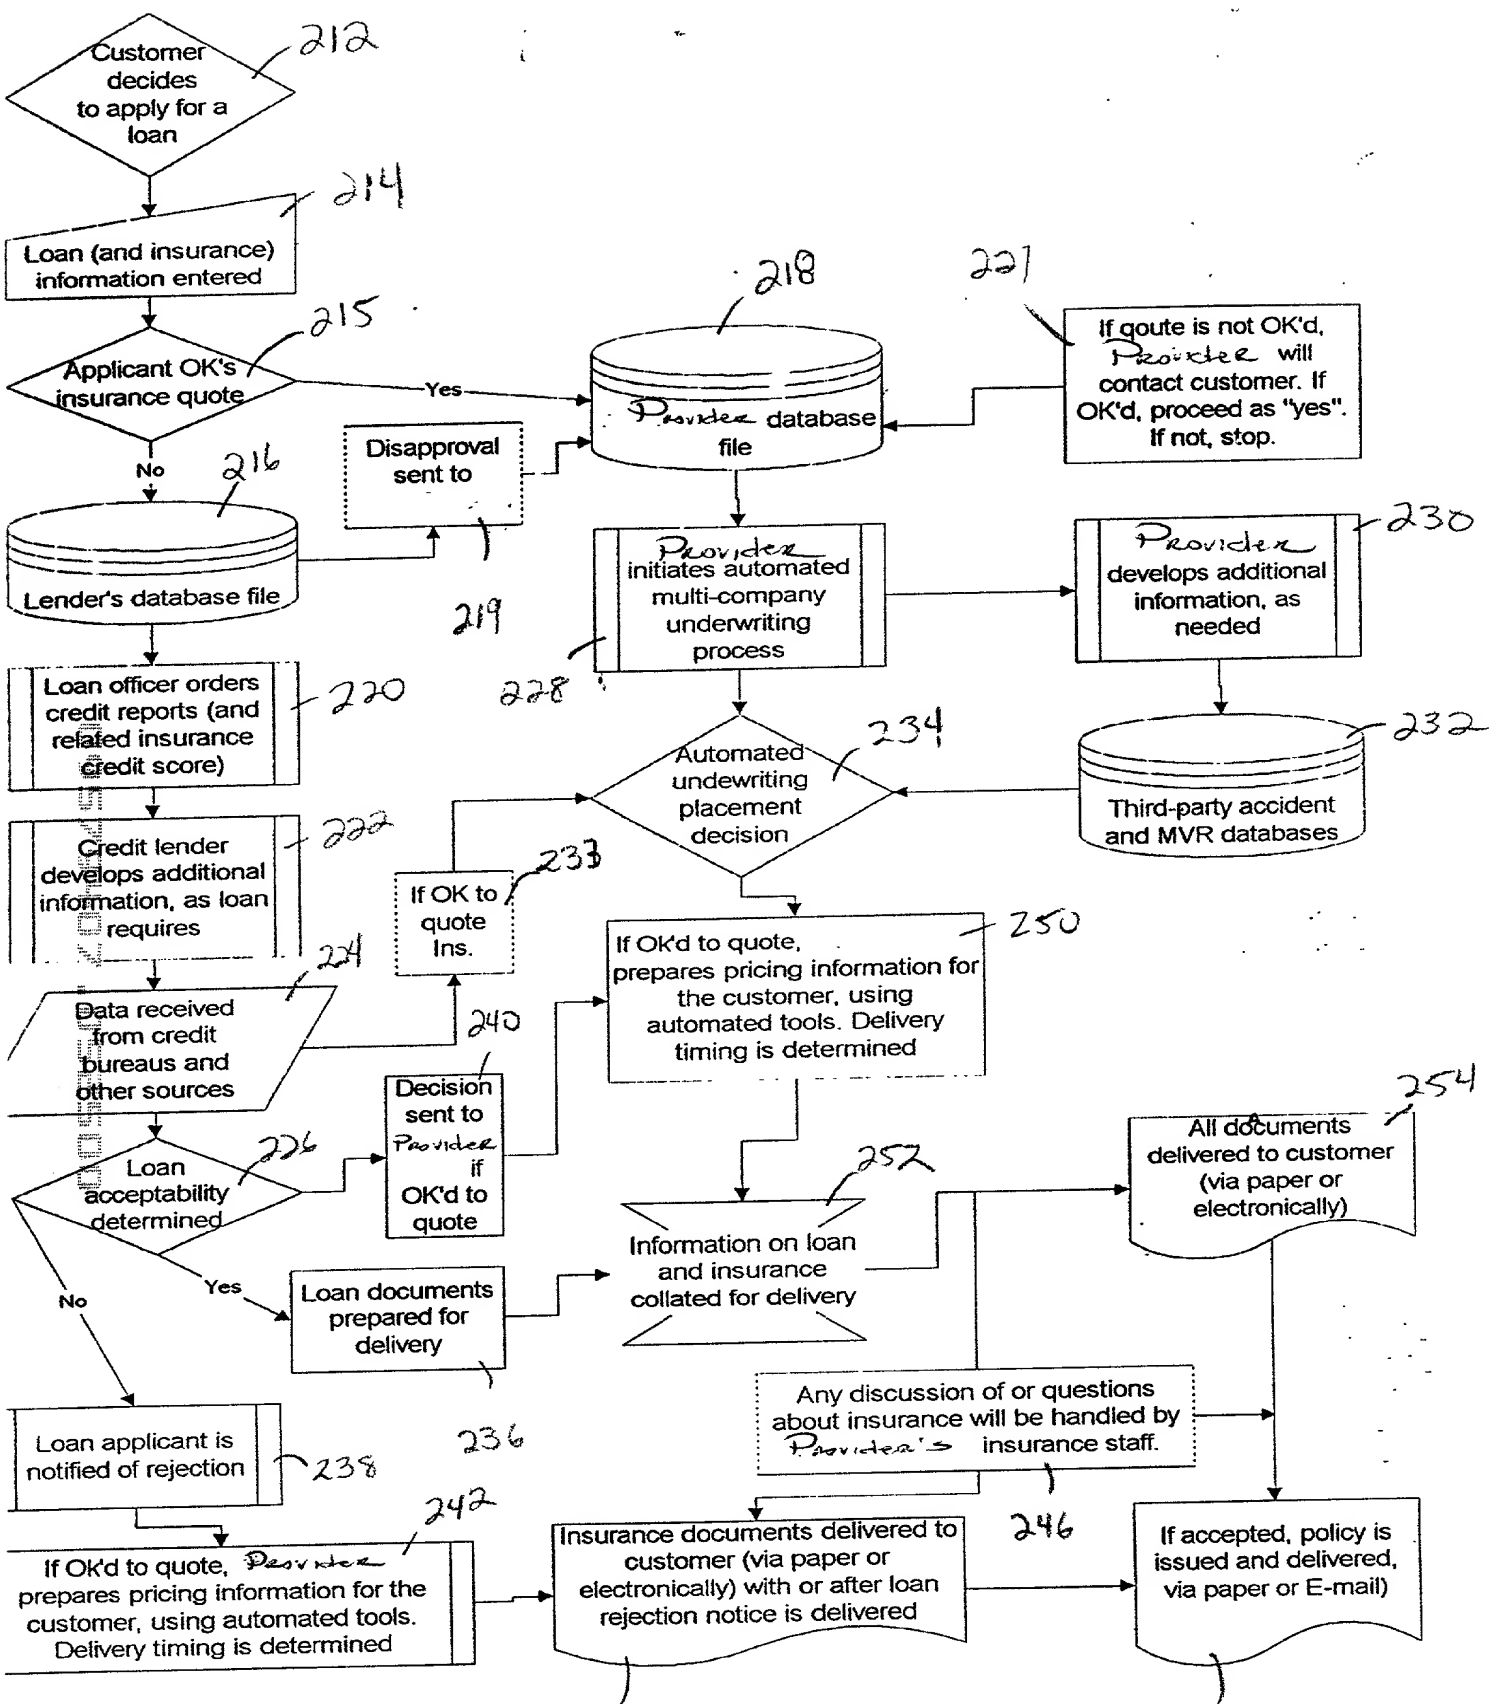 Customer
decides
to apply for a
loan
212
Loan (and insurance)
information entered
214
Applicant OK's
insurance quote
215
Yes
No
216
Lender's database file
Disapproval
sent to
219
218
Provider database
file
If qoute is not OK'd,
Provider will
contact customer. If
OK'd, proceed as "yes".
If not, stop.
Provider
initiates automated
multi-company
underwriting
process
228
Provider
develops additional
information, as
needed
230
Loan officer orders
credit reports (and
related insurance
credit score)
220
Automated
undewriting
placement
decision
234
Third-party accident
and MVR databases
232
Credit lender
develops additional
information, as loan
requires
222
If OK to
quote
Ins.
233
Data received
from credit
bureaus and
other sources
224
If OK'd to quote,
prepares pricing information for
the customer, using
automated tools. Delivery
timing is determined
250
Loan
acceptability
determined
226
Decision
sent to
Provider
if
OK'd to
quote
240
No
Yes
Loan documents
prepared for
delivery
236
Information on loan
and insurance
collated for delivery
252
All documents
delivered to customer
(via paper or
electronically)
254
Any discussion of or questions
about insurance will be handled by
Provider's insurance staff.
246
Loan applicant is
notified of rejection
238
If OK'd to quote, Provider
prepares pricing information for the
customer, using automated tools.
Delivery timing is determined
242
Insurance documents delivered to
customer (via paper or
electronically) with or after loan
rejection notice is delivered
If accepted, policy is
issued and delivered,
via paper or E-mail)